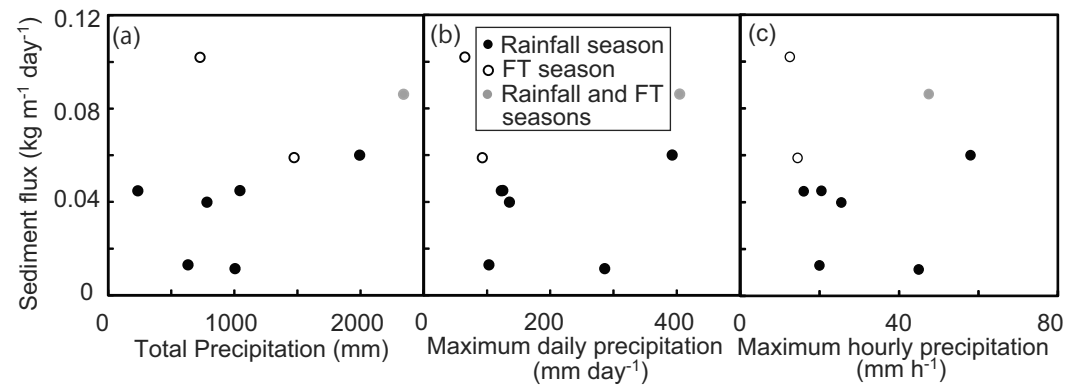 0.12
0.08
0.04
0
Sediment flux (kg m⁻¹ day⁻¹)
(a)
(b)
(c)
Rainfall season
FT season
Rainfall and FT
seasons
0 1000 2000
0 200 400
0 40 80
Total Precipitation (mm)
Maximum daily precipitation
(mm day⁻¹)
Maximum hourly precipitation
(mm h⁻¹)